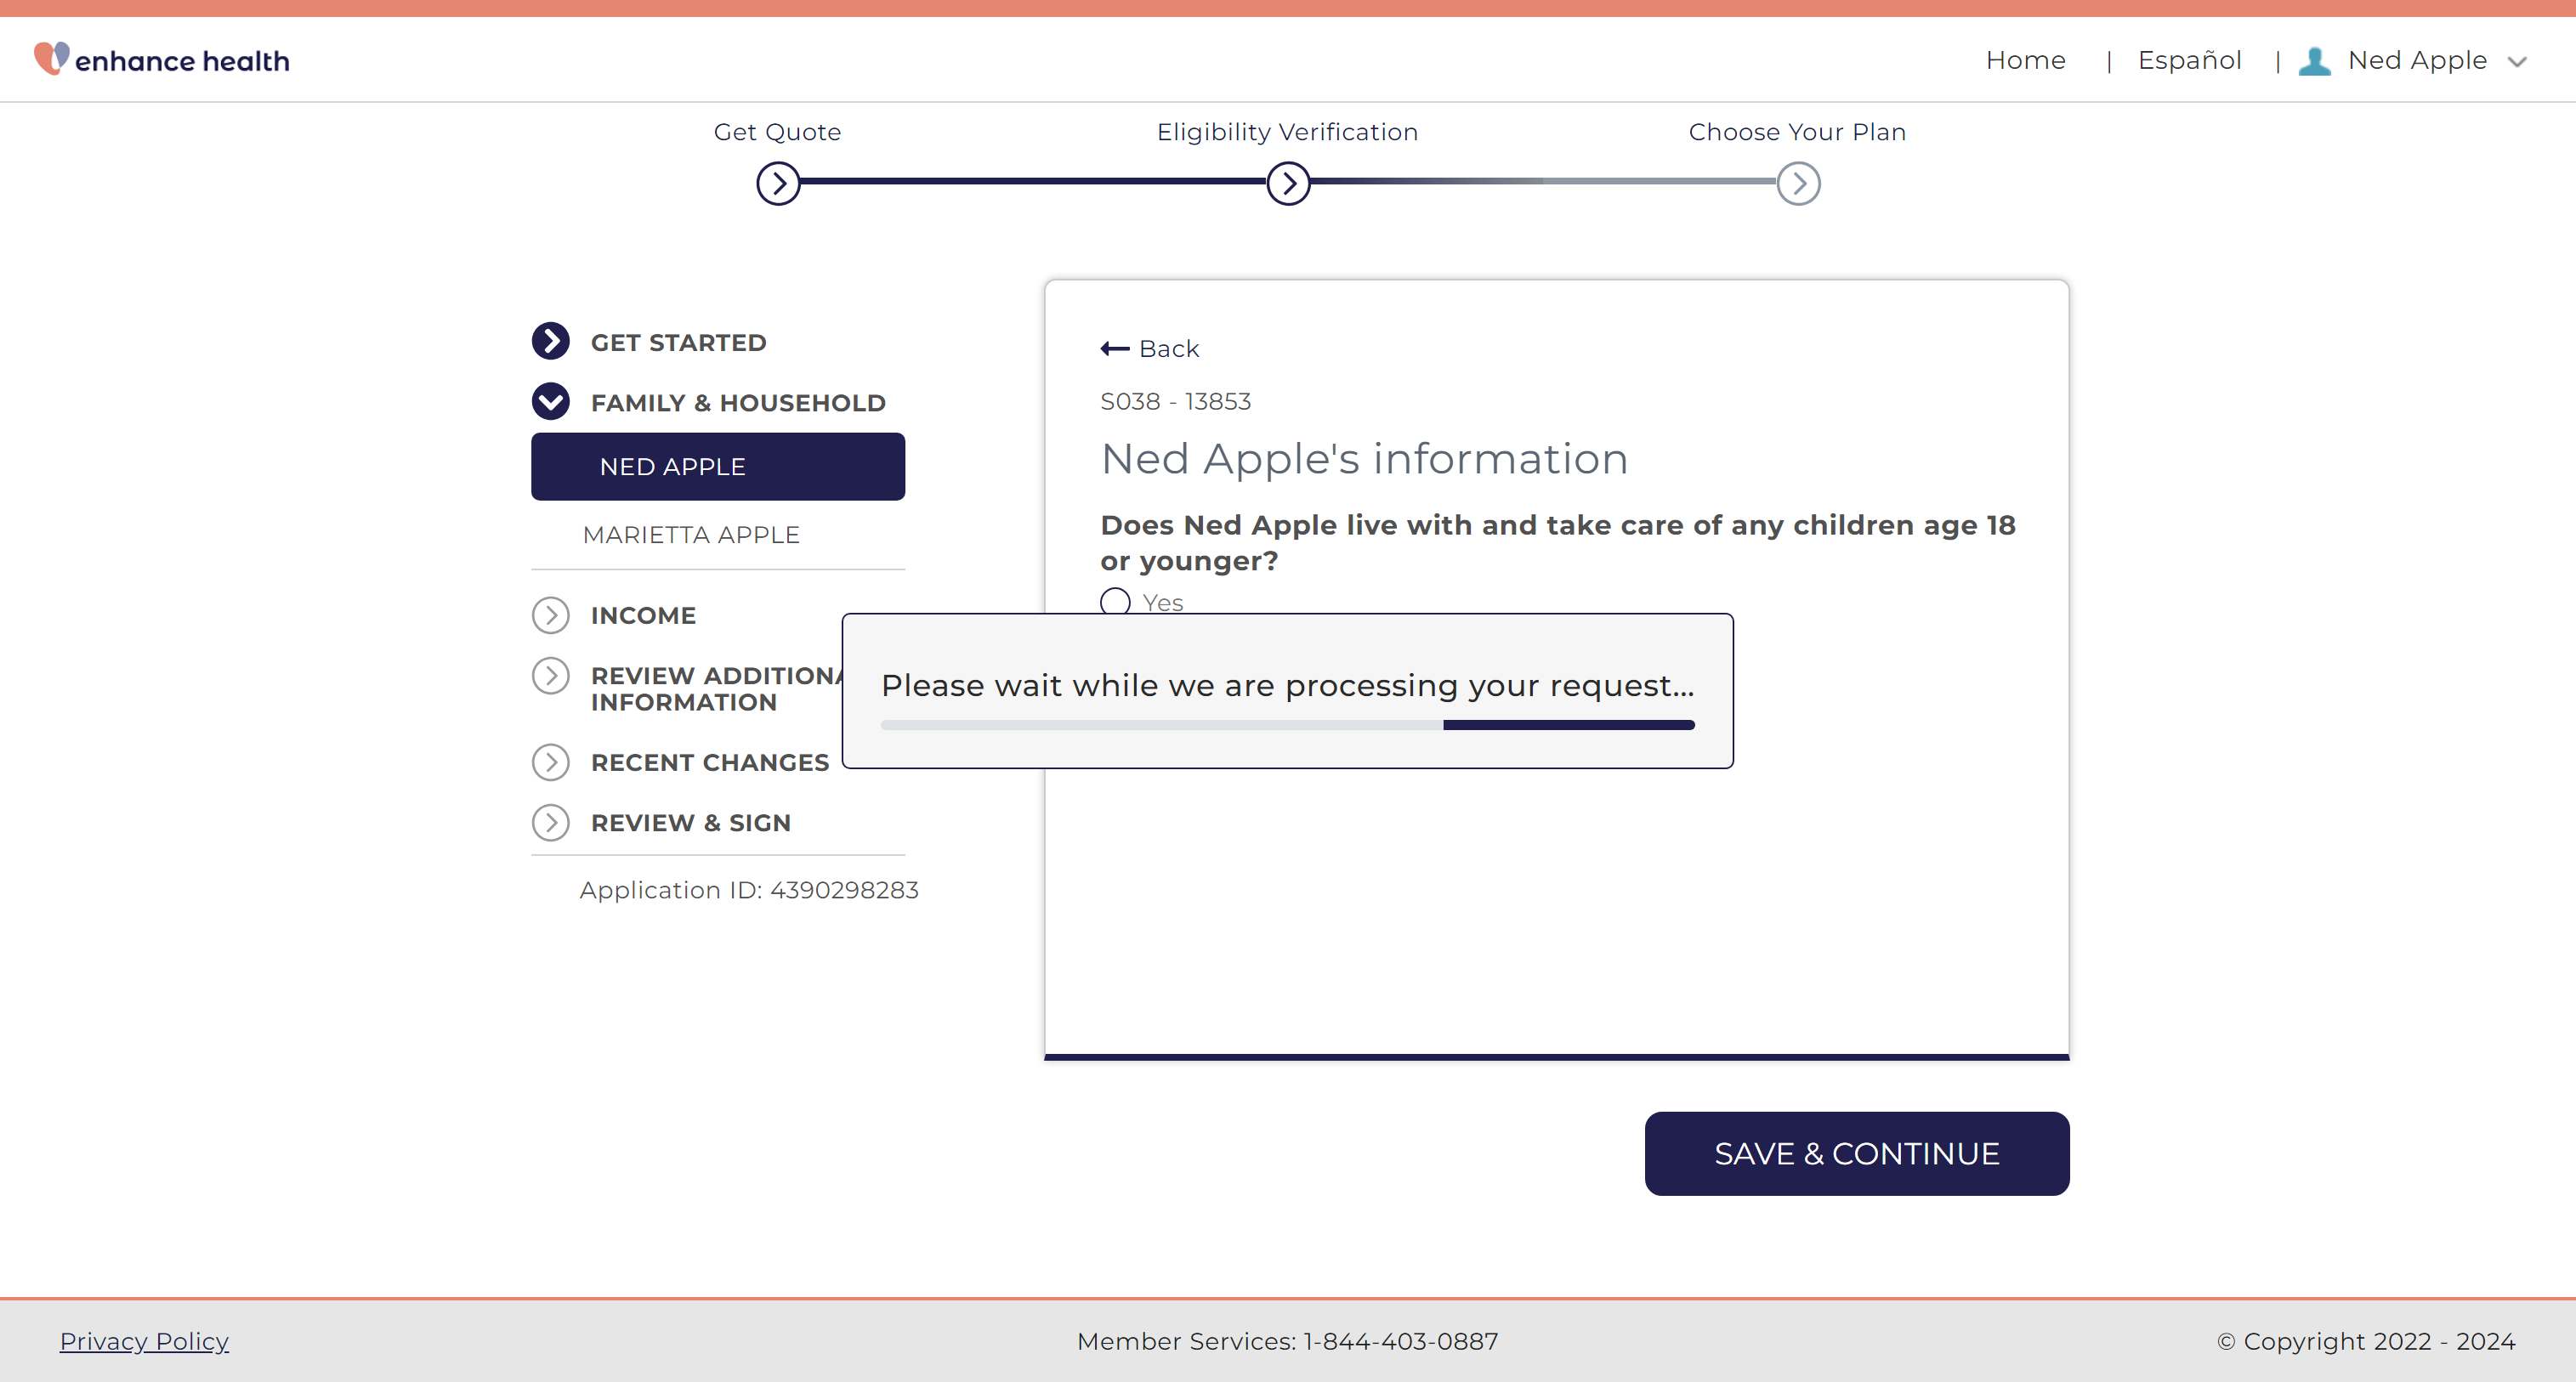 enhance health
Home | Español | Ned Apple
Get Quote
Eligibility Verification
Choose Your Plan
GET STARTED
FAMILY & HOUSEHOLD
NED APPLE
MARIETTA APPLE
INCOME
REVIEW ADDITIONA
INFORMATION
RECENT CHANGES
REVIEW & SIGN
Application ID: 4390298283
Back
S038 - 13853
Ned Apple's information
Does Ned Apple live with and take care of any children age 18
or younger?
Yes
Please wait while we are processing your request...
SAVE & CONTINUE
Privacy Policy
Member Services: 1-844-403-0887
© Copyright 2022 - 2024